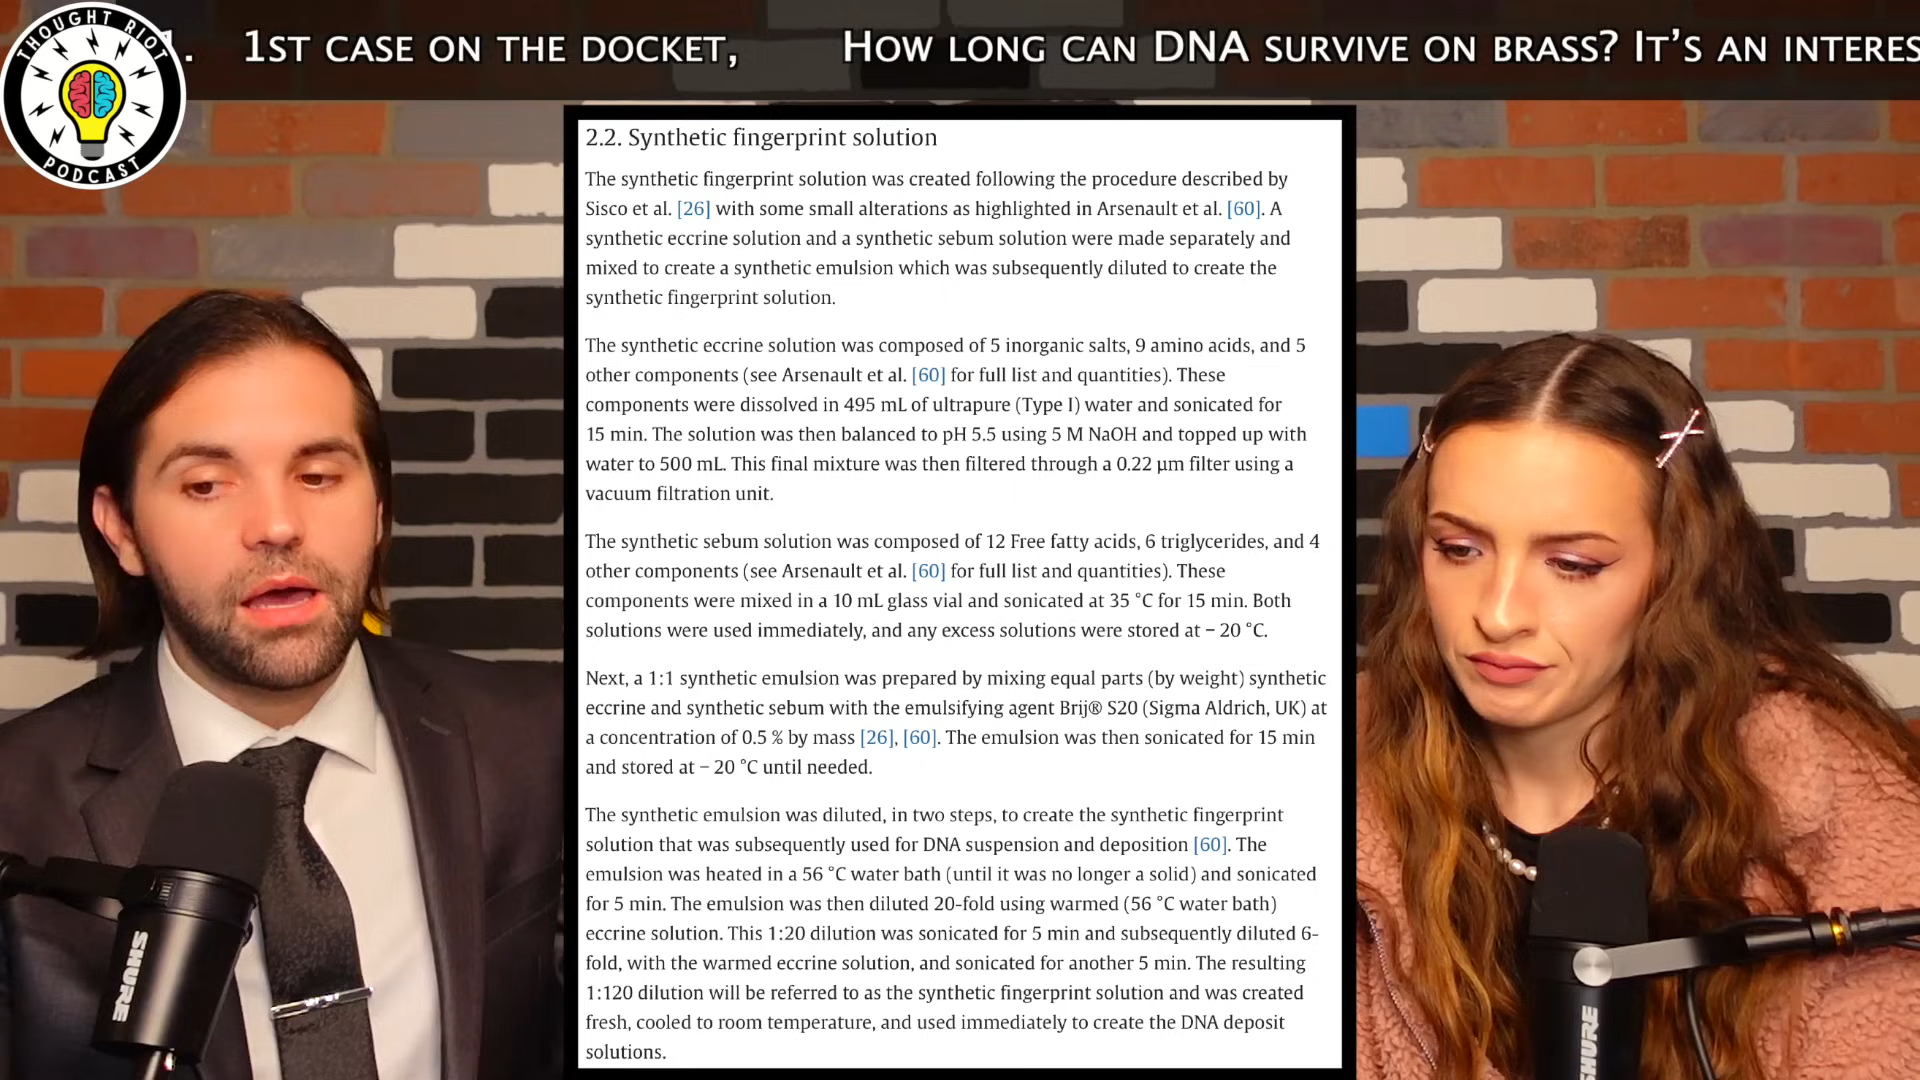 THOUGHT RIOT
PODCAST
. 1ST CASE ON THE DOCKET, HOW LONG CAN DNA SURVIVE ON BRASS? IT'S AN INTERES
2.2. Synthetic fingerprint solution
The synthetic fingerprint solution was created following the procedure described by
Sisco et al. [26] with some small alterations as highlighted in Arsenault et al. [60]. A
synthetic eccrine solution and a synthetic sebum solution were made separately and
mixed to create a synthetic emulsion which was subsequently diluted to create the
synthetic fingerprint solution.
The synthetic eccrine solution was composed of 5 inorganic salts, 9 amino acids, and 5
other components (see Arsenault et al. [60] for full list and quantities). These
components were dissolved in 495 mL of ultrapure (Type I) water and sonicated for
15 min. The solution was then balanced to pH 5.5 using 5 M NaOH and topped up with
water to 500 mL. This final mixture was then filtered through a 0.22 µm filter using a
vacuum filtration unit.
The synthetic sebum solution was composed of 12 Free fatty acids, 6 triglycerides, and 4
other components (see Arsenault et al. [60] for full list and quantities). These
components were mixed in a 10 mL glass vial and sonicated at 35 °C for 15 min. Both
solutions were used immediately, and any excess solutions were stored at − 20 °C.
Next, a 1:1 synthetic emulsion was prepared by mixing equal parts (by weight) synthetic
eccrine and synthetic sebum with the emulsifying agent Brij® S20 (Sigma Aldrich, UK) at
a concentration of 0.5 % by mass [26], [60]. The emulsion was then sonicated for 15 min
and stored at − 20 °C until needed.
The synthetic emulsion was diluted, in two steps, to create the synthetic fingerprint
solution that was subsequently used for DNA suspension and deposition [60]. The
emulsion was heated in a 56 °C water bath (until it was no longer a solid) and sonicated
for 5 min. The emulsion was then diluted 20-fold using warmed (56 °C water bath)
eccrine solution. This 1:20 dilution was sonicated for 5 min and subsequently diluted 6-
fold, with the warmed eccrine solution, and sonicated for another 5 min. The resulting
1:120 dilution will be referred to as the synthetic fingerprint solution and was created
fresh, cooled to room temperature, and used immediately to create the DNA deposit
solutions.
SHURE
SHURE